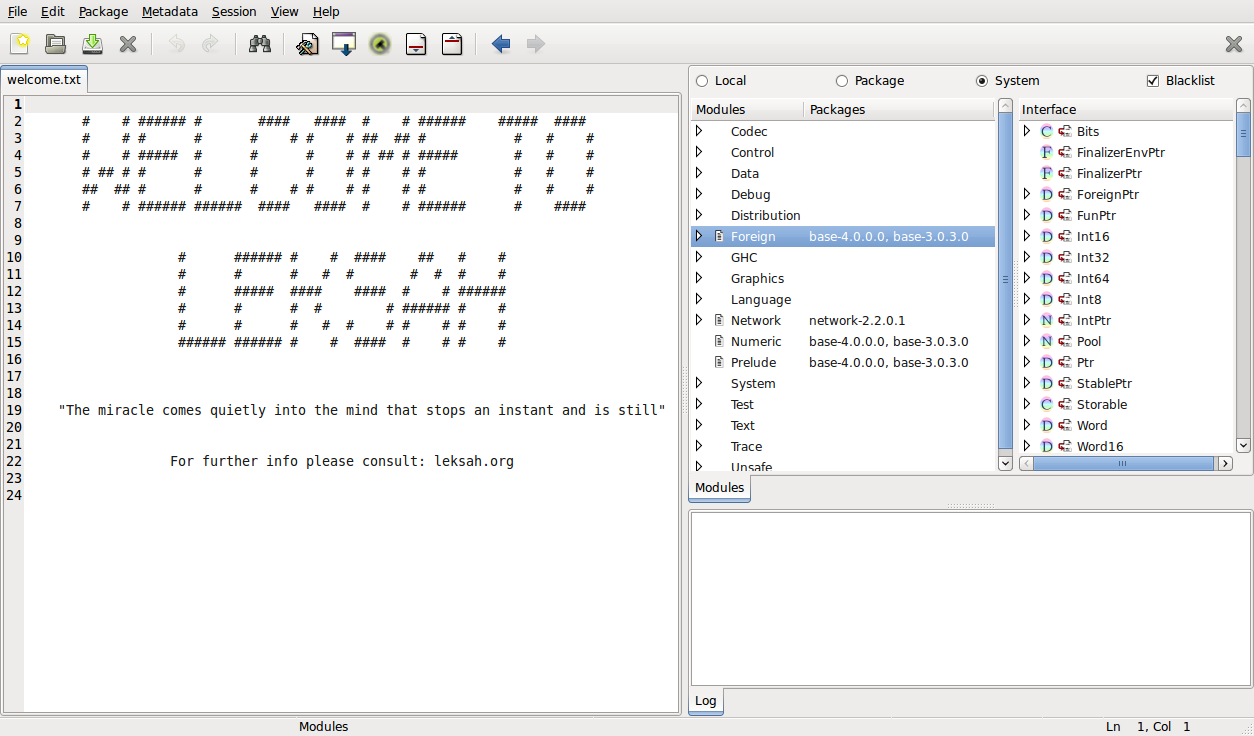 File Edit Package Metadata Session View Help
welcome.txt
1
2 #    # ###### #       ####   ####  #    # ######    #####  ####
3 #    # #      #      #    # #    # ##  ## #           #   #    #
4 #    # #####  #      #      #    # # ## # #####       #   #    #
5 # ## # #      #      #      #    # #    # #           #   #    #
6 ##  ## #      #      #    # #    # #    # #           #   #    #
7 #    # ###### ######  ####   ####  #    # ######      #    ####
8
9
10 #      ###### #    #  ####    ##   #    #
11 #      #      #   #  #       #  #  #    #
12 #      #####  ####    ####  #    # ######
13 #      #      #  #        # ###### #    #
14 #      #      #   #  #    # #    # #    #
15 ###### ###### #    #  ####  #    # #    #
16
17
18
19 "The miracle comes quietly into the mind that stops an instant and is still"
20
21
22 For further info please consult: leksah.org
23
24
Local Package System Blacklist
Modules Packages
Codec
Control
Data
Debug
Distribution
Foreign base-4.0.0.0, base-3.0.3.0
GHC
Graphics
Language
Network network-2.2.0.1
Numeric base-4.0.0.0, base-3.0.3.0
Prelude base-4.0.0.0, base-3.0.3.0
System
Test
Text
Trace
Unsafe
Interface
C Bits
F FinalizerEnvPtr
F FinalizerPtr
D ForeignPtr
D FunPtr
D Int16
D Int32
D Int64
D Int8
N IntPtr
N Pool
D Ptr
D StablePtr
C Storable
D Word
D Word16
Modules
Log
Modules Ln 1, Col 1